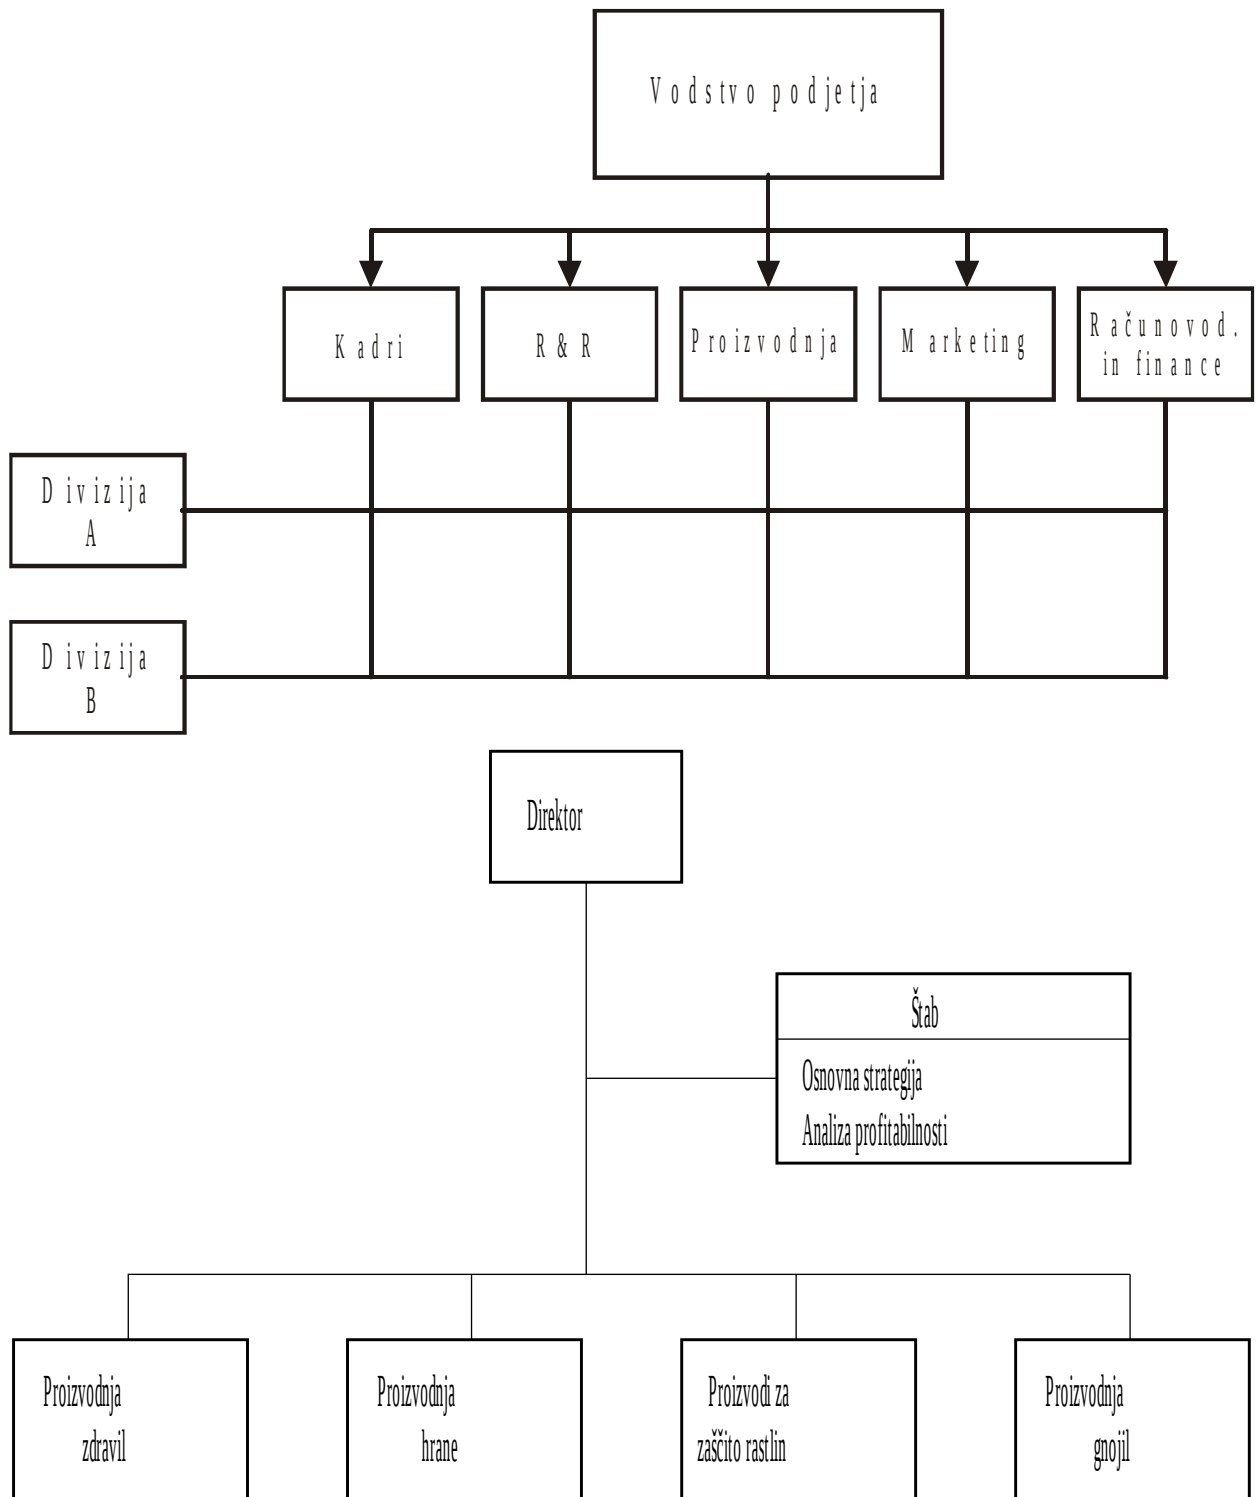 Vodstvo podjetja
Kadri
R & R
Proizvodnja
Marketing
Računovod.
in finance
Divizija
A
Divizija
B
Direktor
Štab
Osnovna strategija
Analiza profitabilnosti
Proizvodnja
zdravil
Proizvodnja
hrane
Proizvodi za
zaščito rastlin
Proizvodnja
gnojil